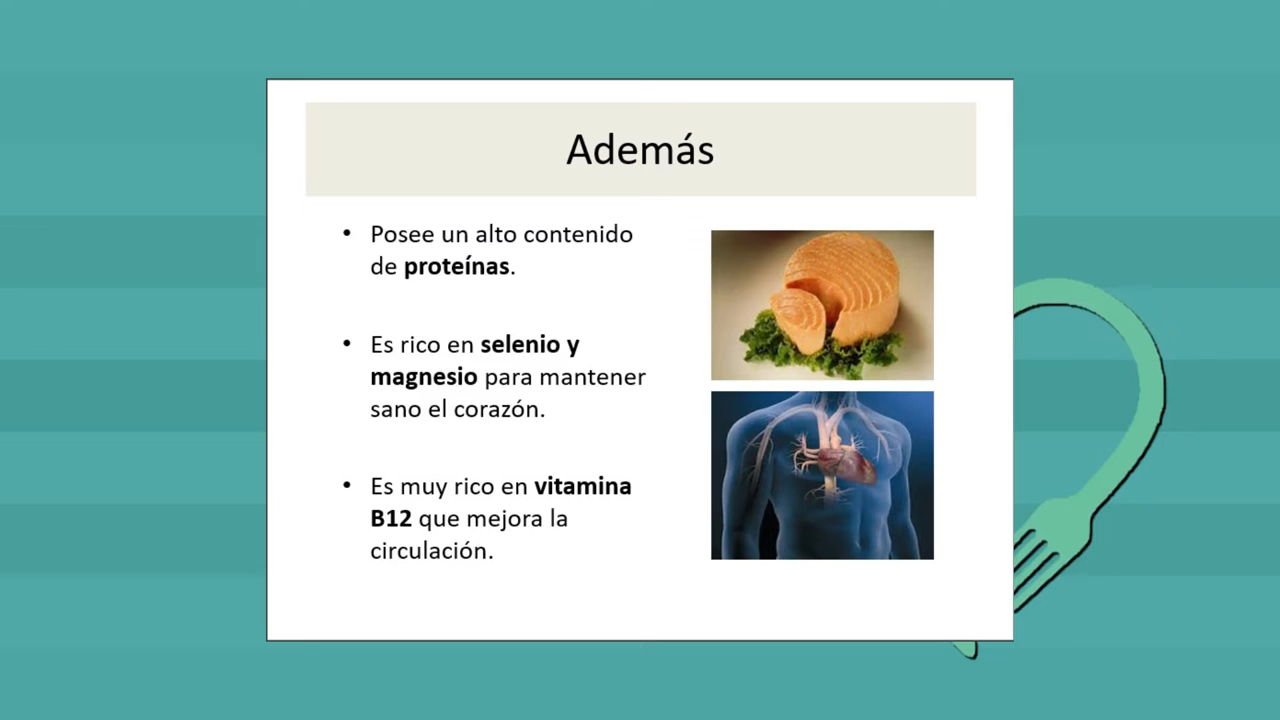 Además
• Posee un alto contenido
de proteínas.
• Es rico en selenio y
magnesio para mantener
sano el corazón.
• Es muy rico en vitamina
B12 que mejora la
circulación.